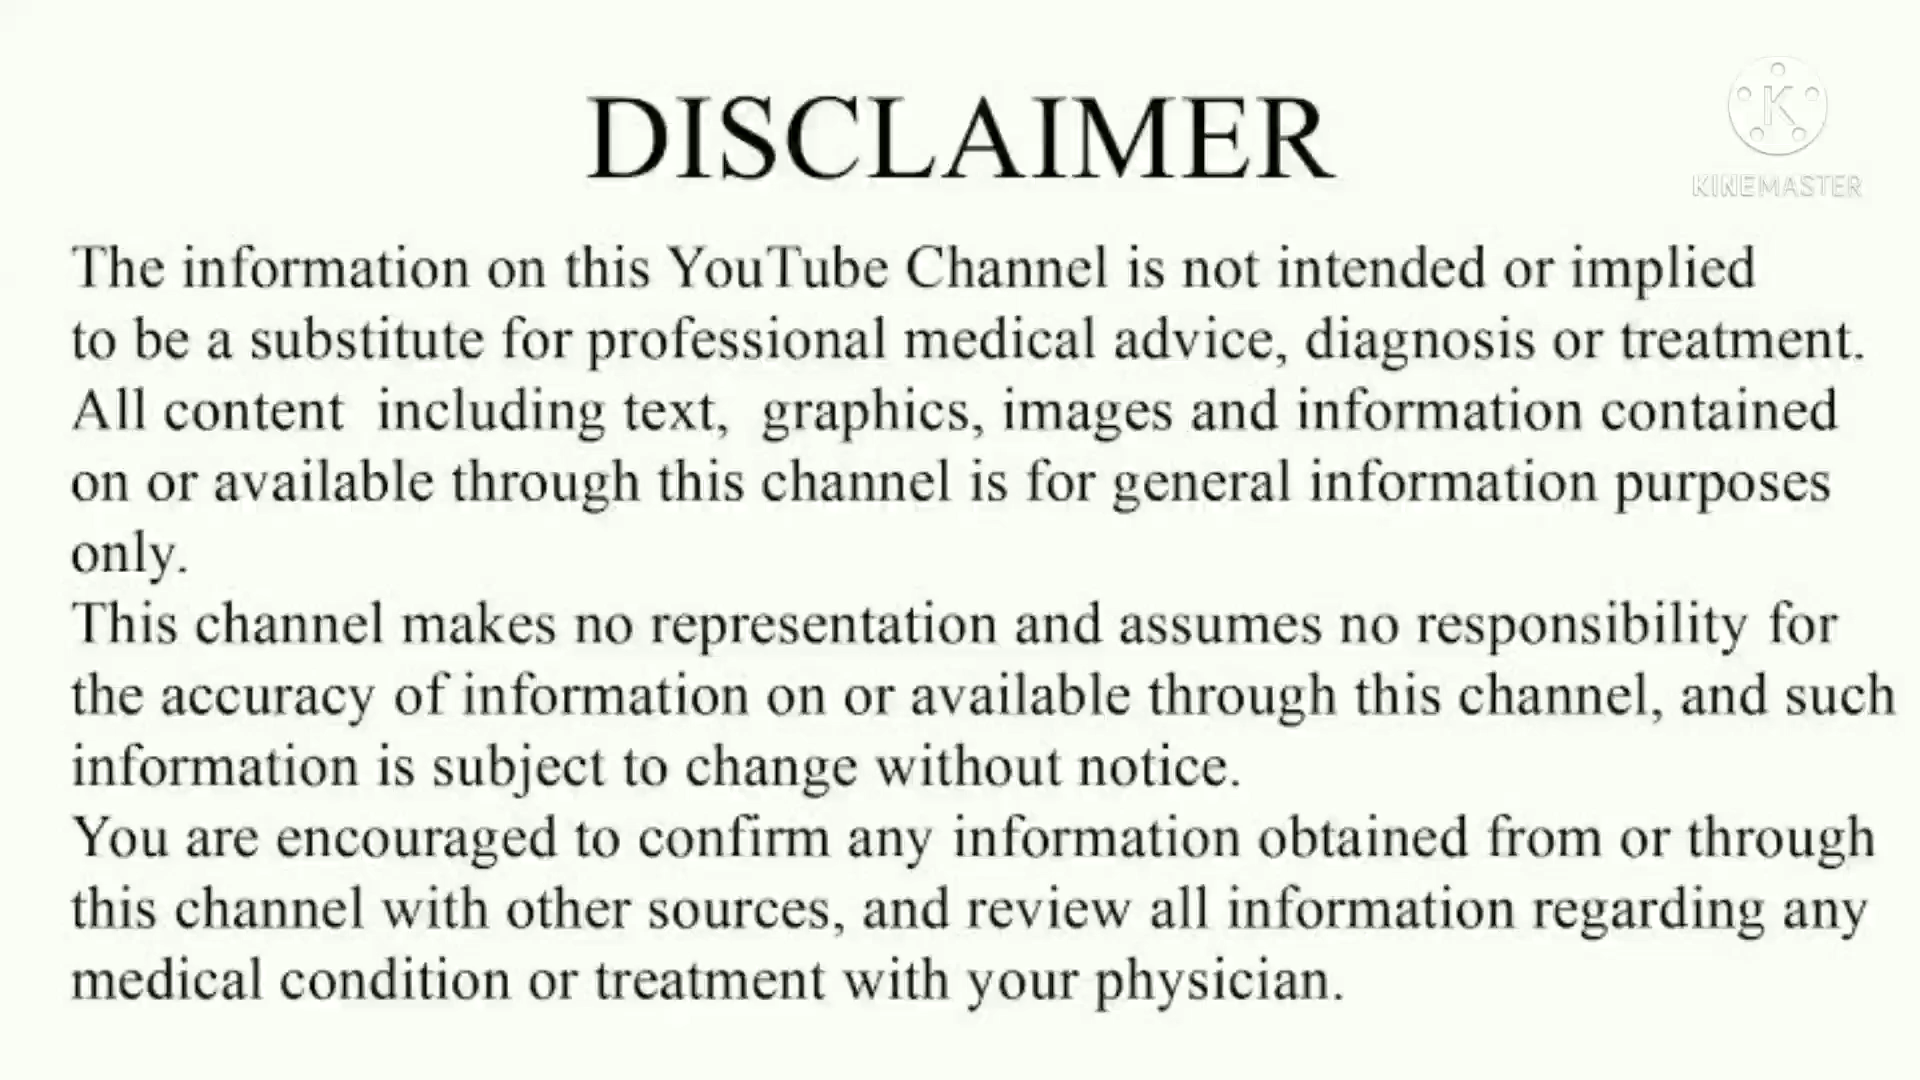 DISCLAIMER
K
KINEMASTER
The information on this YouTube Channel is not intended or implied
to be a substitute for professional medical advice, diagnosis or treatment.
All content  including text,  graphics, images and information contained
on or available through this channel is for general information purposes
only.
This channel makes no representation and assumes no responsibility for
the accuracy of information on or available through this channel, and such
information is subject to change without notice.
You are encouraged to confirm any information obtained from or through
this channel with other sources, and review all information regarding any
medical condition or treatment with your physician.